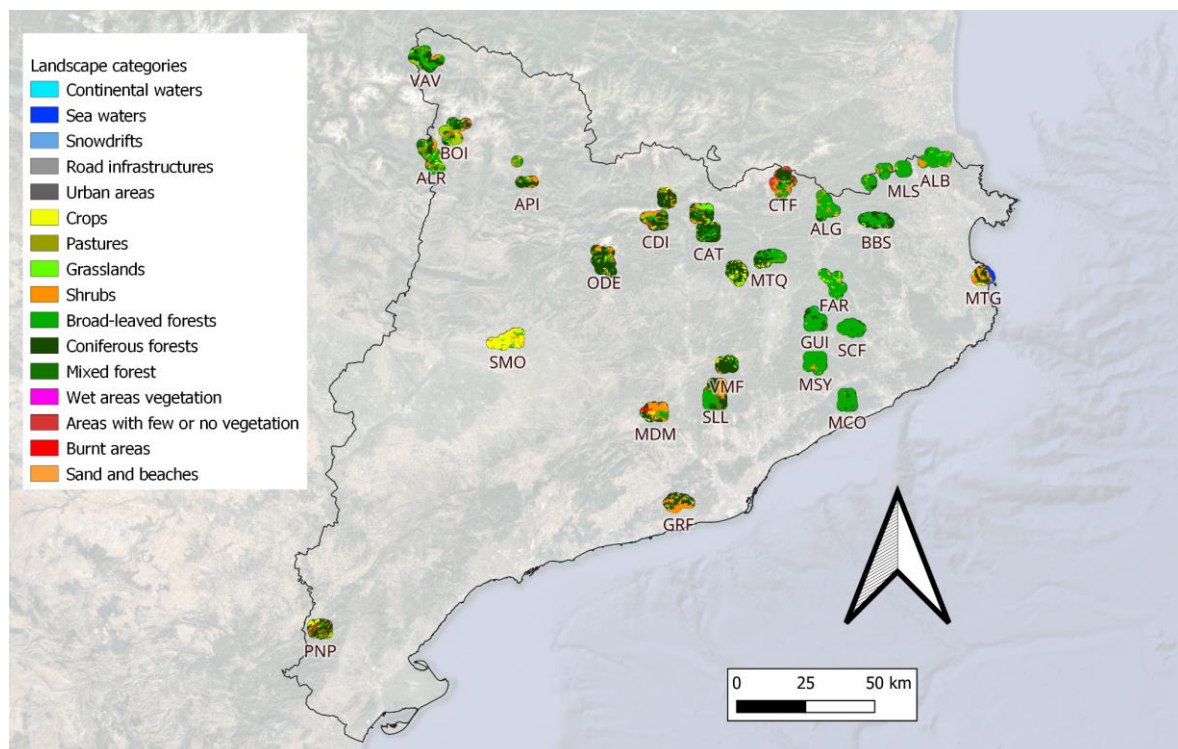 Landscape categories
Continental waters
Sea waters
Snowdrifts
Road infrastructures
Urban areas
Crops
Pastures
Grasslands
Shrubs
Broad-leaved forests
Coniferous forests
Mixed forest
Wet areas vegetation
Areas with few or no vegetation
Burnt areas
Sand and beaches
VAV
BOI
ALR
API
CTF
MLS
ALB
CDI
CAT
ALG
BBS
ODE
MTQ
MTG
FAR
SMO
GUI
SCF
VMF
MSY
SLL
MDM
MCO
GRF
PNP
0 25 50 km